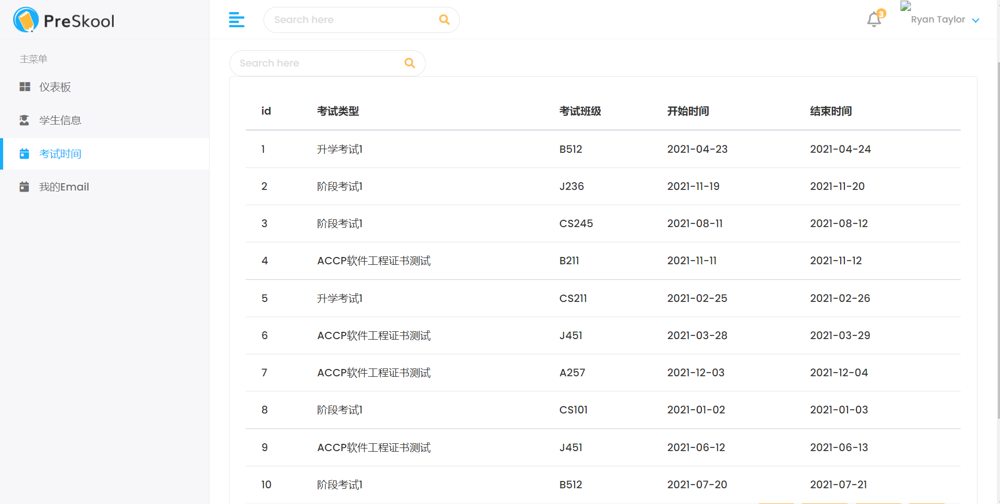 PreSkool
Search here
3
Ryan Taylor
主菜单
仪表板
学生信息
考试时间
我的Email
Search here
id 考试类型 考试班级 开始时间 结束时间
1 升学考试1 B512 2021-04-23 2021-04-24
2 阶段考试1 J236 2021-11-19 2021-11-20
3 阶段考试1 CS245 2021-08-11 2021-08-12
4 ACCP软件工程证书测试 B211 2021-11-11 2021-11-12
5 升学考试1 CS211 2021-02-25 2021-02-26
6 ACCP软件工程证书测试 J451 2021-03-28 2021-03-29
7 ACCP软件工程证书测试 A257 2021-12-03 2021-12-04
8 阶段考试1 CS101 2021-01-02 2021-01-03
9 ACCP软件工程证书测试 J451 2021-06-12 2021-06-13
10 阶段考试1 B512 2021-07-20 2021-07-21